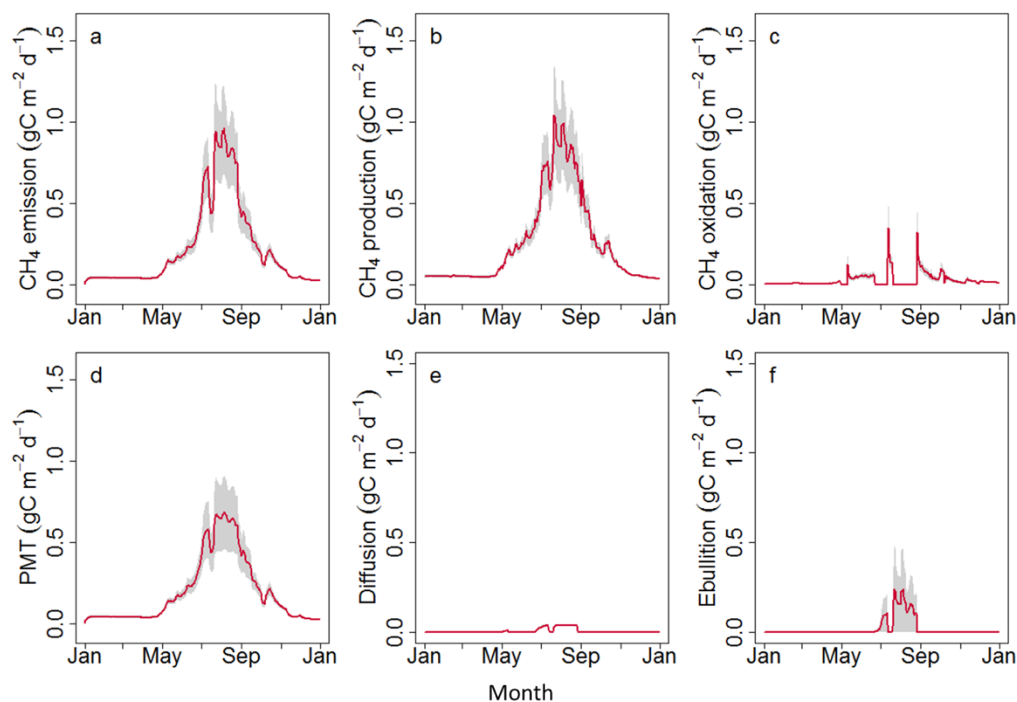 a
CH₄ emission (gC m⁻² d⁻¹)
1.5
1.0
0.5
0.0
Jan May Sep Jan
b
CH₄ production (gC m⁻² d⁻¹)
1.5
1.0
0.5
0.0
Jan May Sep Jan
c
CH₄ oxidation (gC m⁻² d⁻¹)
1.5
1.0
0.5
0.0
Jan May Sep Jan
d
PMT (gC m⁻² d⁻¹)
1.5
1.0
0.5
0.0
Jan May Sep Jan
e
Diffusion (gC m⁻² d⁻¹)
1.5
1.0
0.5
0.0
Jan May Sep Jan
f
Ebullition (gC m⁻² d⁻¹)
1.5
1.0
0.5
0.0
Jan May Sep Jan
Month